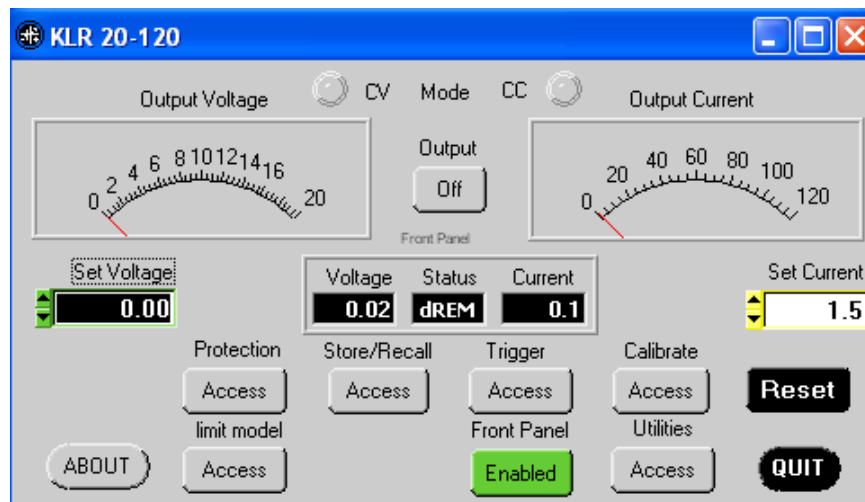 KLR 20-120
Output Voltage CV Mode CC Output Current
0 2 4 6 8 10 12 14 16 20
Output
Off
0 20 40 60 80 100 120
Front Panel
Set Voltage
0.00
Voltage Status Current
0.02 dREM 0.1
Set Current
1.5
Protection Store/Recall Trigger Calibrate
Access Access Access Access Reset
limit model Front Panel Utilities
ABOUT Access Enabled Access QUIT